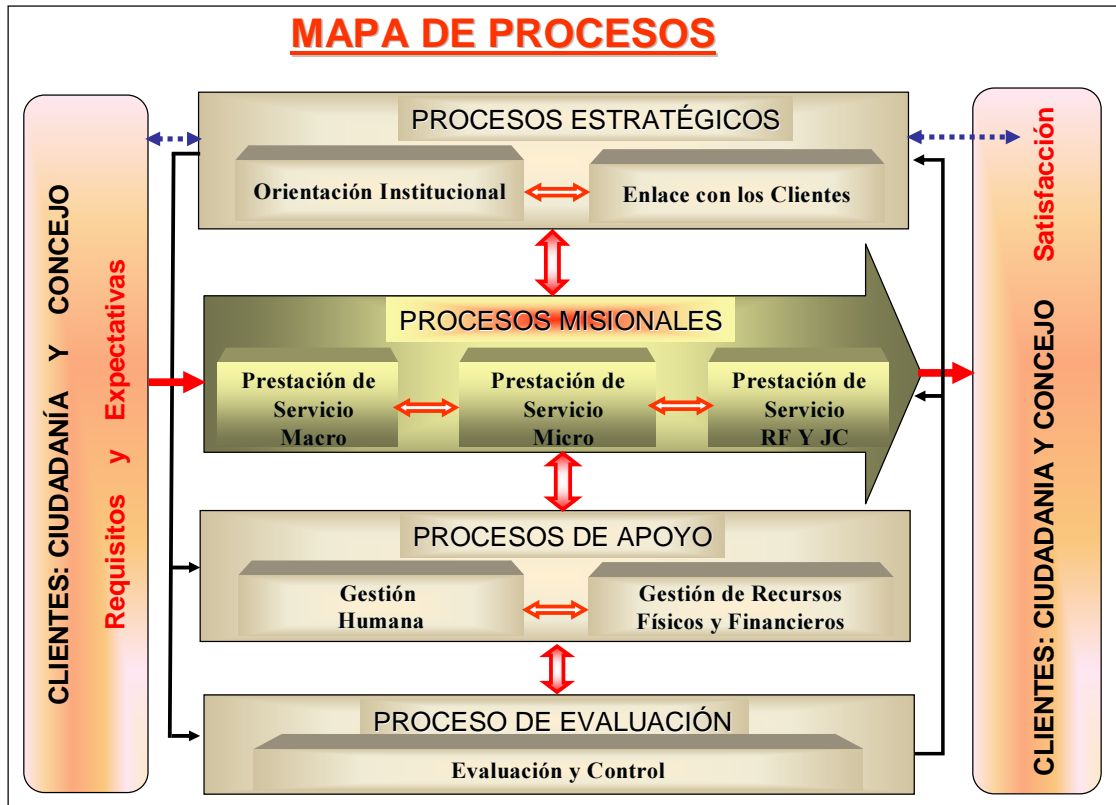 MAPA DE PROCESOS
CLIENTES: CIUDADANÍA Y CONCEJO
Requisitos y Expectativas
PROCESOS ESTRATÉGICOS
Orientación Institucional
Enlace con los Clientes
PROCESOS MISIONALES
Prestación de
Servicio
Macro
Prestación de
Servicio
Micro
Prestación de
Servicio
RF Y JC
PROCESOS DE APOYO
Gestión
Humana
Gestión de Recursos
Físicos y Financieros
PROCESO DE EVALUACIÓN
Evaluación y Control
Satisfacción
CLIENTES: CIUDADANIA Y CONCEJO